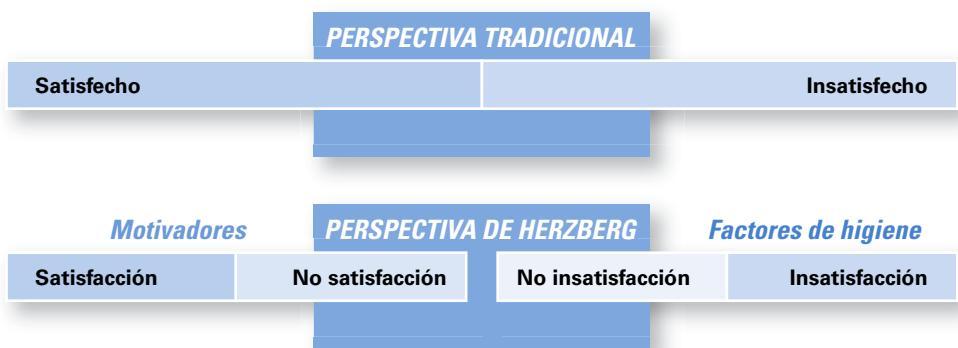 PERSPECTIVA TRADICIONAL
Satisfecho Insatisfecho
Motivadores PERSPECTIVA DE HERZBERG Factores de higiene
Satisfacción No satisfacción No insatisfacción Insatisfacción